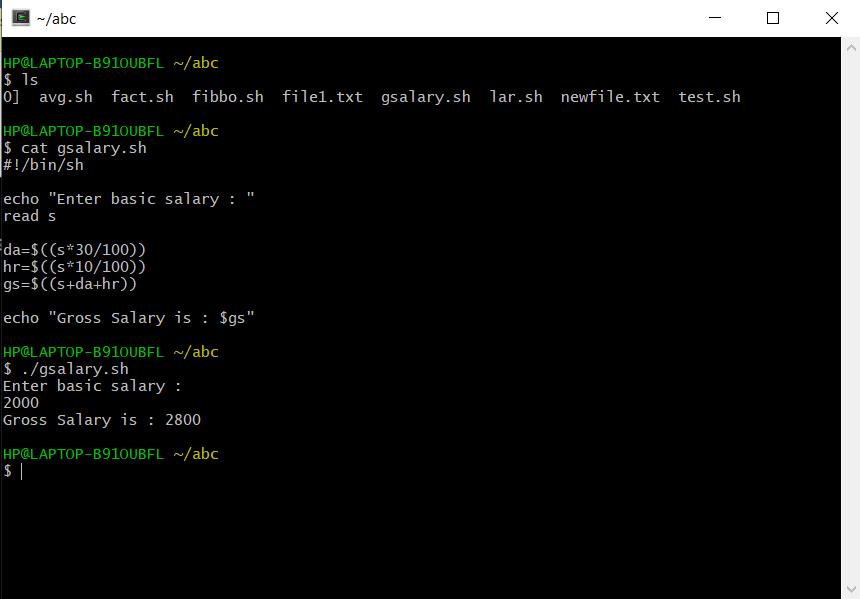 ~/abc
HP@LAPTOP-B91OUBFL ~/abc
$ ls
O]  avg.sh  fact.sh  fibbo.sh  file1.txt  gsalary.sh  lar.sh  newfile.txt  test.sh
HP@LAPTOP-B91OUBFL ~/abc
$ cat gsalary.sh
#!/bin/sh
echo "Enter basic salary : "
read s
da=$((s*30/100))
hr=$((s*10/100))
gs=$((s+da+hr))
echo "Gross Salary is : $gs"
HP@LAPTOP-B91OUBFL ~/abc
$ ./gsalary.sh
Enter basic salary :
2000
Gross Salary is : 2800
HP@LAPTOP-B91OUBFL ~/abc
$